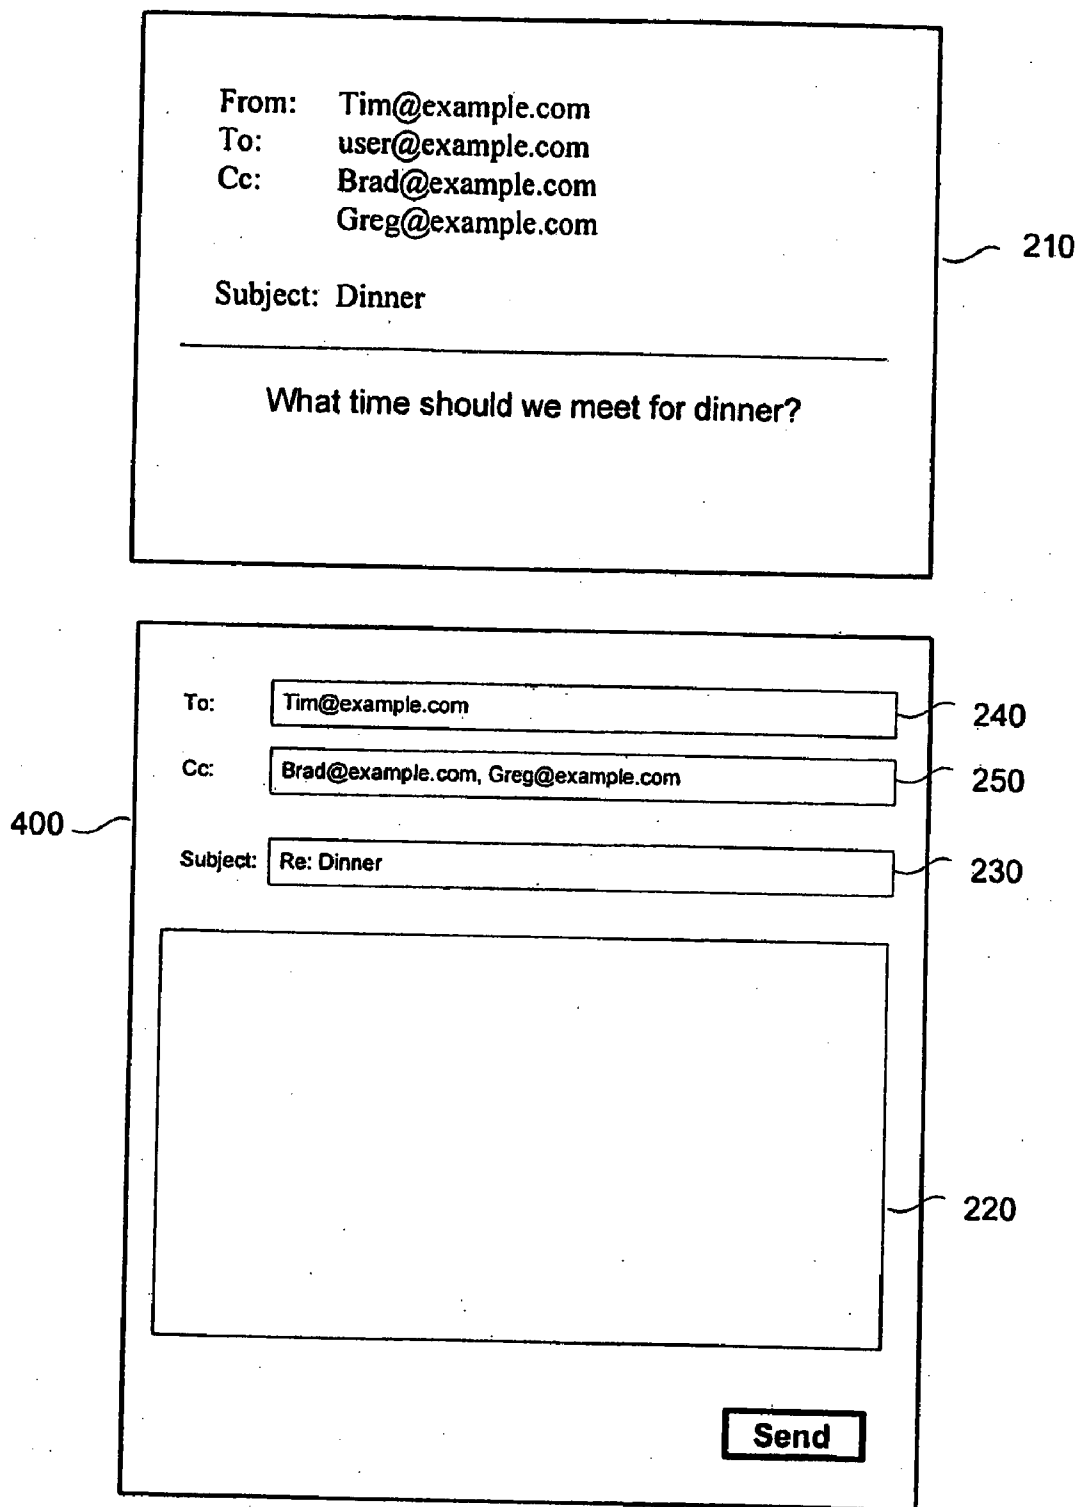 From: Tim@example.com
To: user@example.com
Cc: Brad@example.com
Greg@example.com
210
Subject: Dinner
What time should we meet for dinner?
To: Tim@example.com
240
Cc: Brad@example.com, Greg@example.com
250
400
Subject: Re: Dinner
230
220
Send